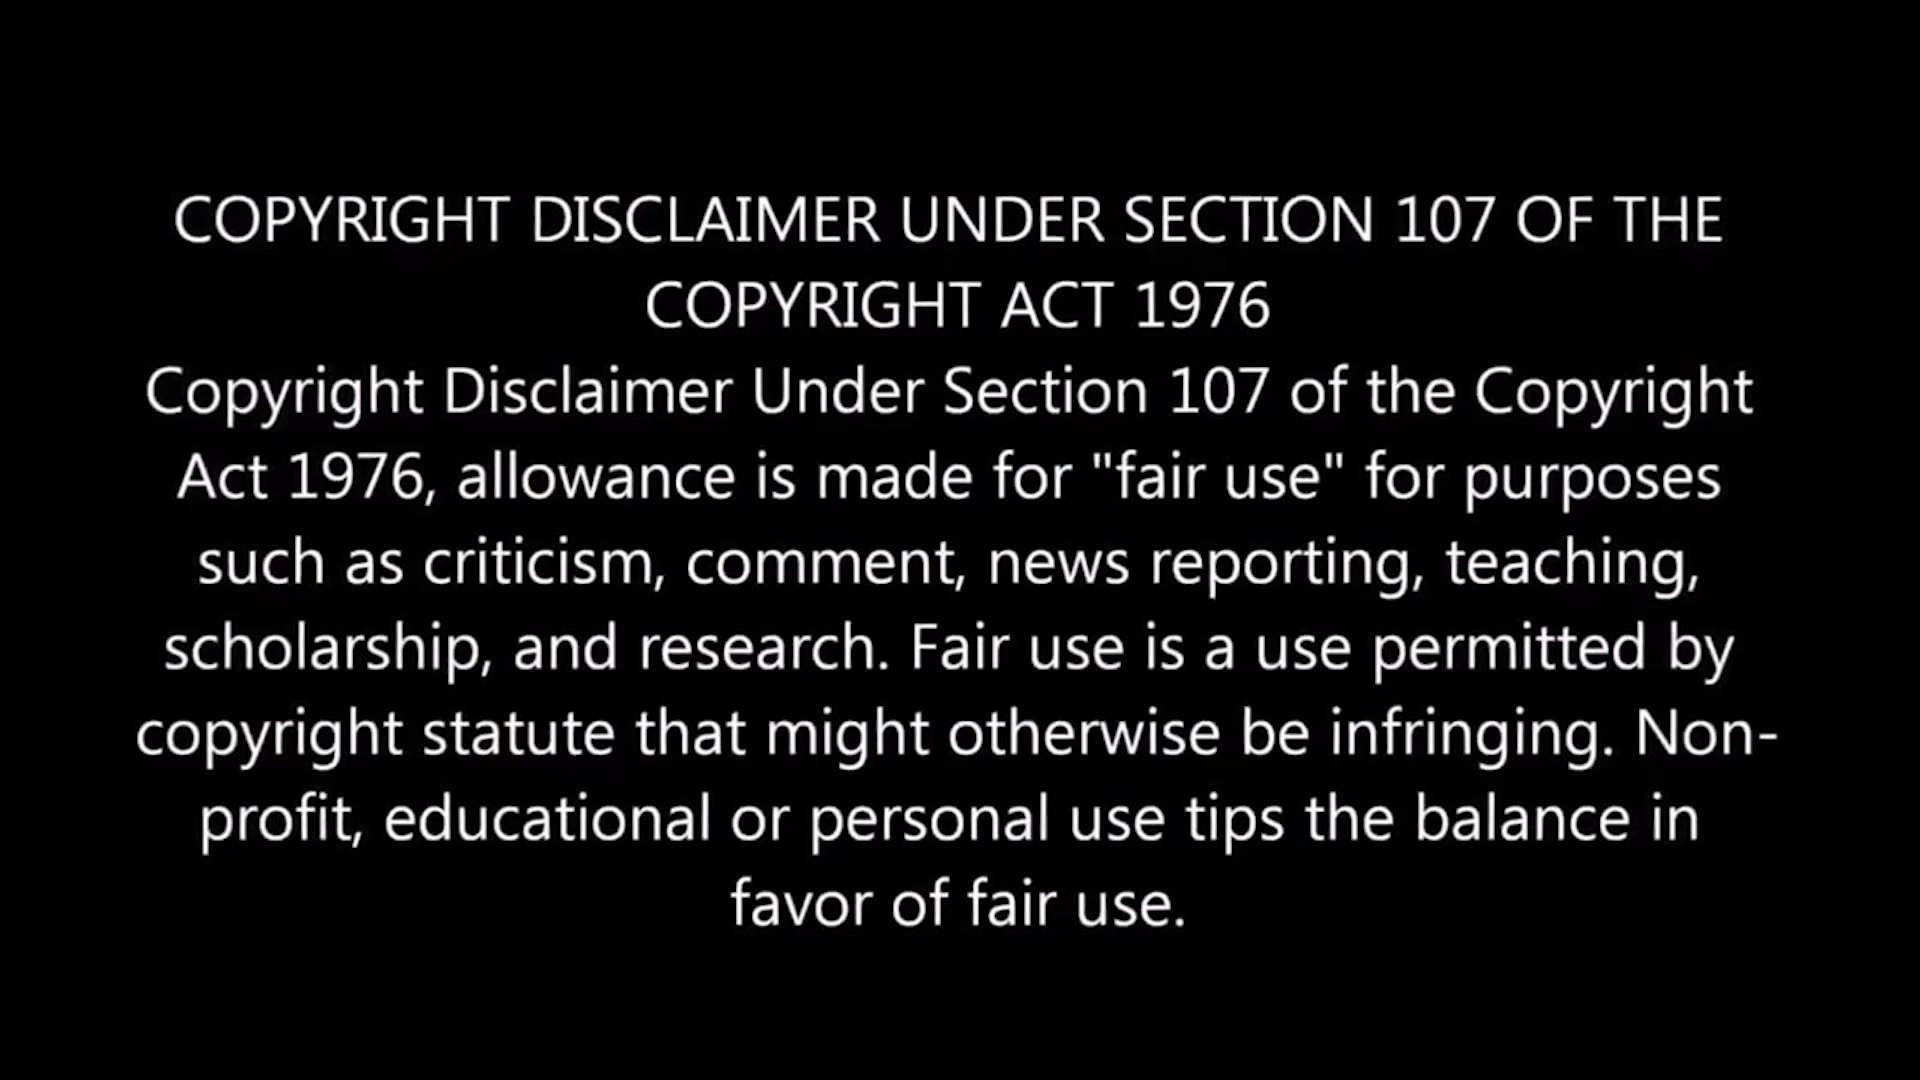 COPYRIGHT DISCLAIMER UNDER SECTION 107 OF THE
COPYRIGHT ACT 1976
Copyright Disclaimer Under Section 107 of the Copyright
Act 1976, allowance is made for "fair use" for purposes
such as criticism, comment, news reporting, teaching,
scholarship, and research. Fair use is a use permitted by
copyright statute that might otherwise be infringing. Non-
profit, educational or personal use tips the balance in
favor of fair use.